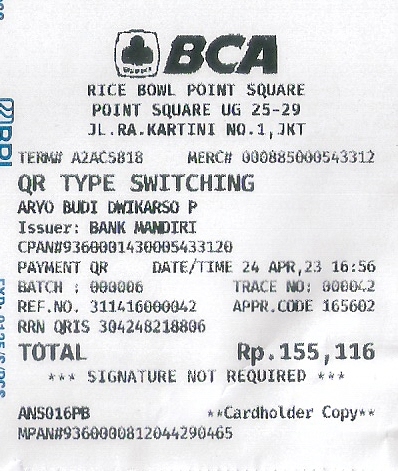 BCA
RICE BOWL POINT SQUARE
POINT SQUARE UG 25-29
JL.RA.KARTINI NO.1,JKT
TERM# A2AC5818 MERC# 000885000543312
QR TYPE SWITCHING
ARYO BUDI DWIKARSO P
Issuer: BANK MANDIRI
CPAN#9360001430005433120
PAYMENT QR DATE/TIME 24 APR,23 16:56
BATCH : 000006 TRACE NO: 000042
REF.NO. 311416000042 APPR.CODE 165602
RRN QRIS 304248218806
TOTAL Rp.155,116
*** SIGNATURE NOT REQUIRED ***
ANS016PB **Cardholder Copy**
MPAN#9360000812044290465